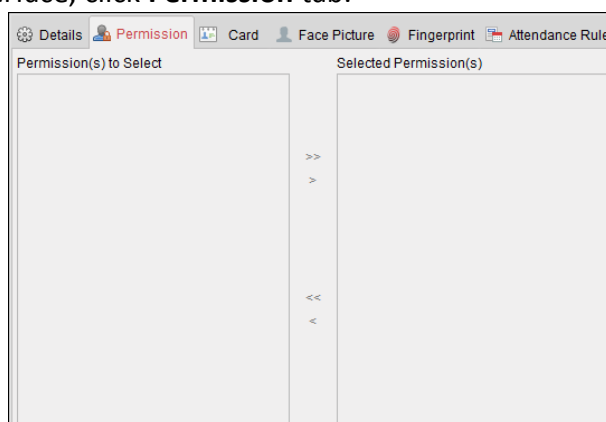 click Permission tab.
Details Permission Card Face Picture Fingerprint Attendance Rule
Permission(s) to Select Selected Permission(s)
>>
>
<<
<